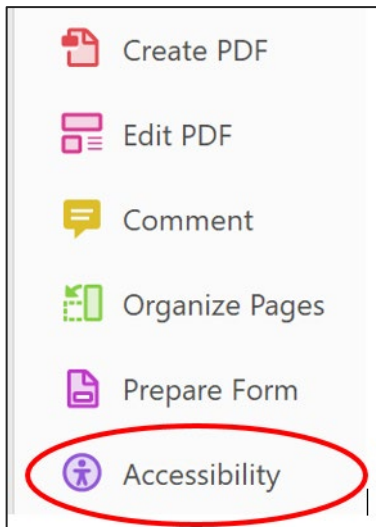 Create PDF
Edit PDF
Comment
Organize Pages
Prepare Form
Accessibility